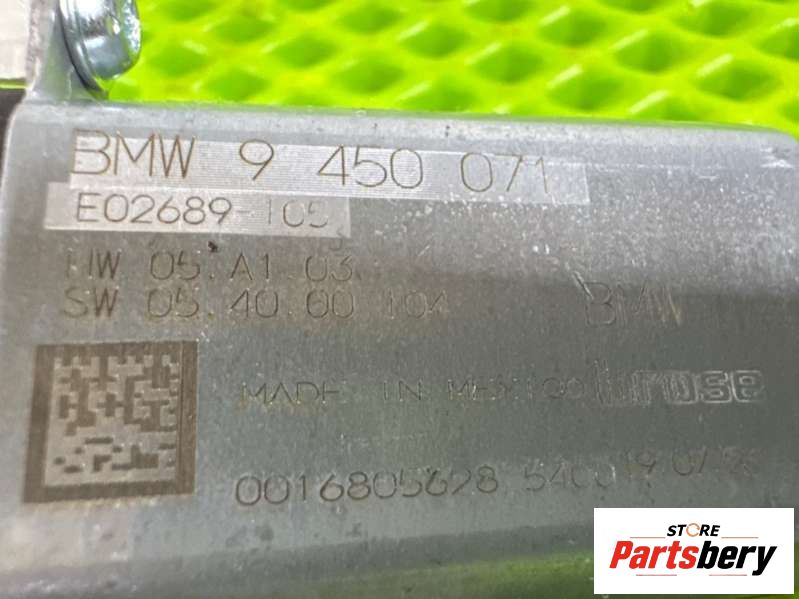 BMW 9 450 071
E02689-105
HW 05.A1.03
SW 05.40.00 104
BMW
MADE IN MEXICO brose
0016805628
STORE
Partsbery